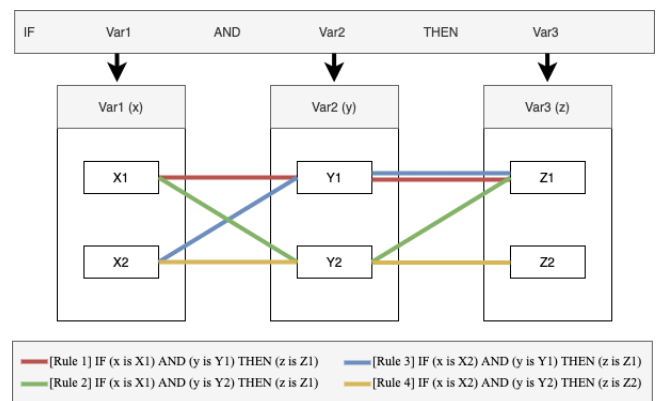 IF Var1 AND Var2 THEN Var3
Var1 (x) Var2 (y) Var3 (z)
X1 Y1 Z1
X2 Y2 Z2
[Rule 1] IF (x is X1) AND (y is Y1) THEN (z is Z1)
[Rule 2] IF (x is X1) AND (y is Y2) THEN (z is Z1)
[Rule 3] IF (x is X2) AND (y is Y1) THEN (z is Z1)
[Rule 4] IF (x is X2) AND (y is Y2) THEN (z is Z2)